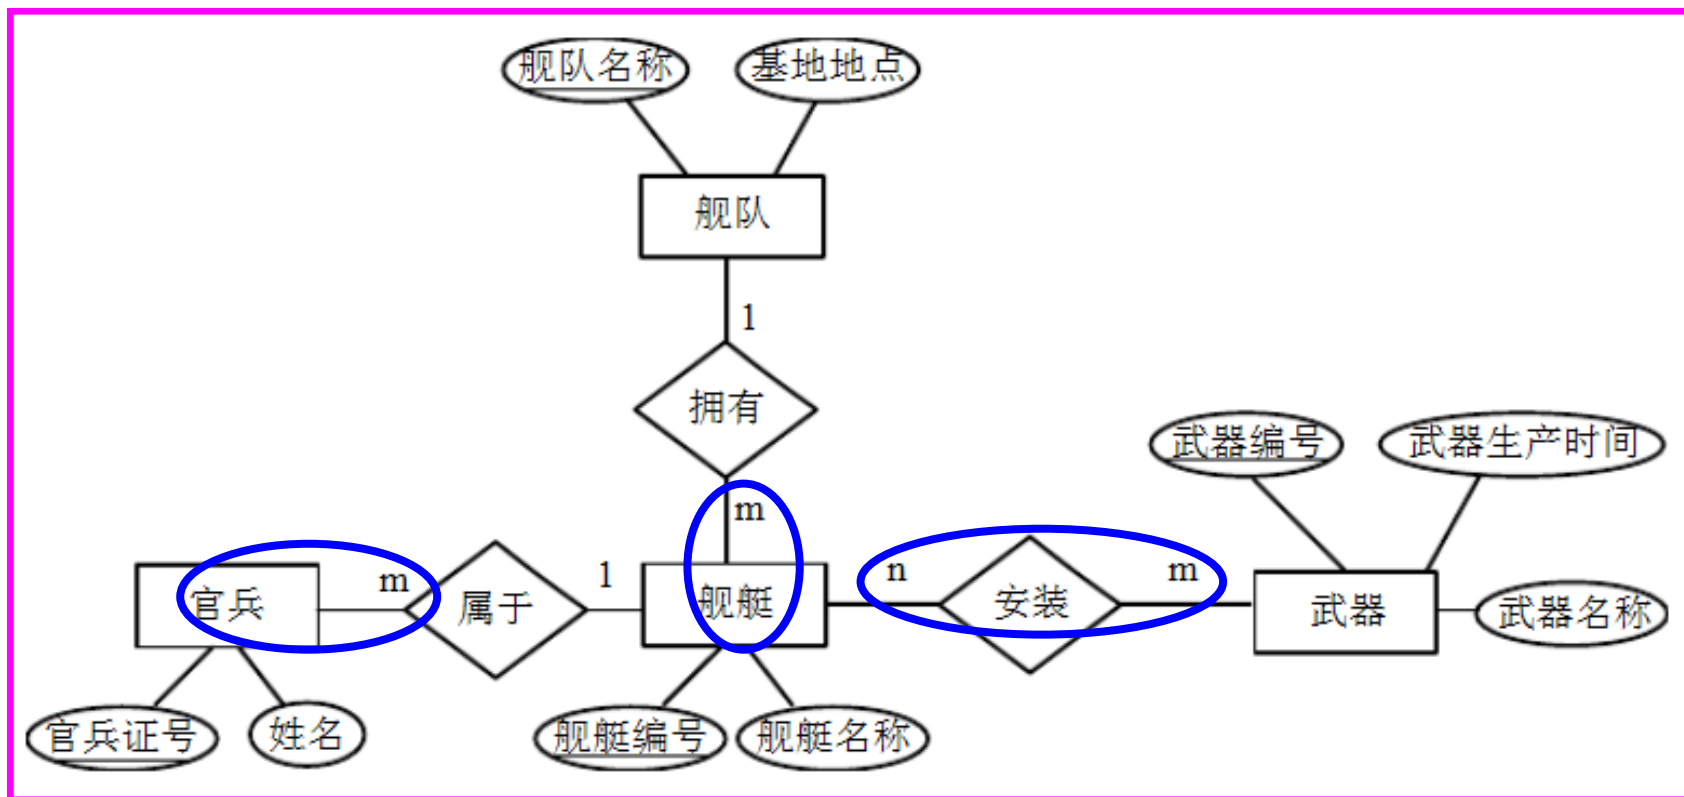 舰队名称 基地地点
舰队
1
拥有
武器编号 武器生产时间
m
官兵 m 属于 1 舰艇 n 安装 m 武器 武器名称
官兵证号 姓名 舰艇编号 舰艇名称